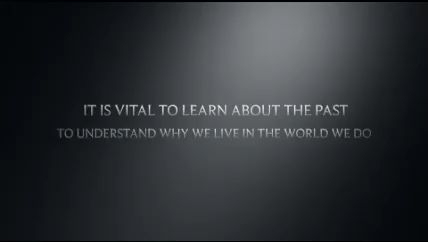 IT IS VITAL TO LEARN ABOUT THE PAST
TO UNDERSTAND WHY WE LIVE IN THE WORLD WE DO